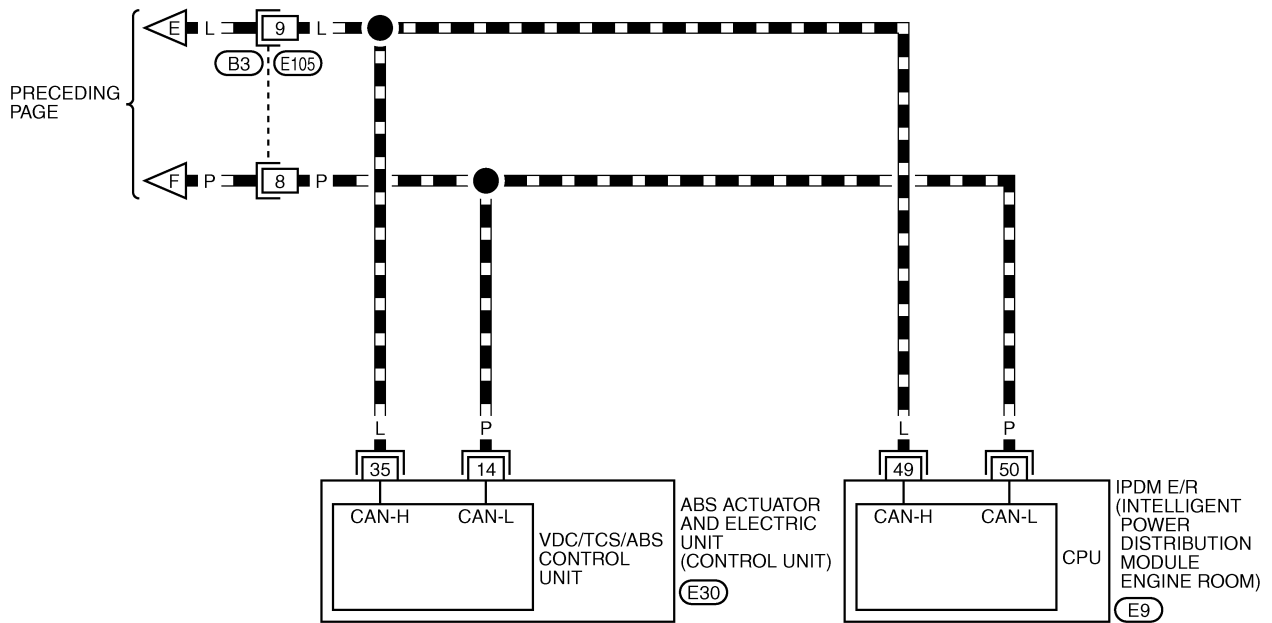 E L 9 L
B3 E105
PRECEDING
PAGE
F P 8 P
L P L P
35 14 49 50
CAN-H CAN-L
VDC/TCS/ABS
CONTROL
UNIT
ABS ACTUATOR
AND ELECTRIC
UNIT
(CONTROL UNIT)
E30
CAN-H CAN-L
CPU
IPDM E/R
(INTELLIGENT
POWER
DISTRIBUTION
MODULE
ENGINE ROOM)
E9